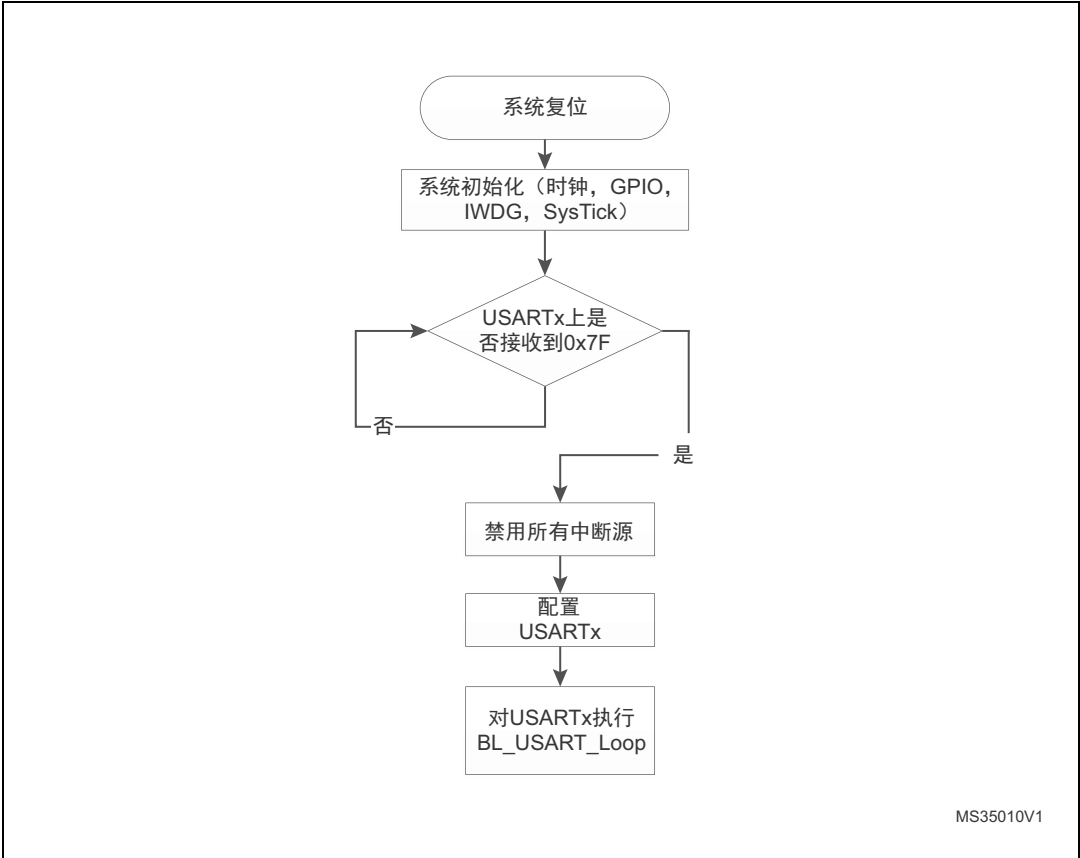 系统复位
系统初始化（时钟，GPIO，
IWDG，SysTick）
USARTx上是
否接收到0x7F
否
是
禁用所有中断源
配置
USARTx
对USARTx执行
BL_USART_Loop
MS35010V1